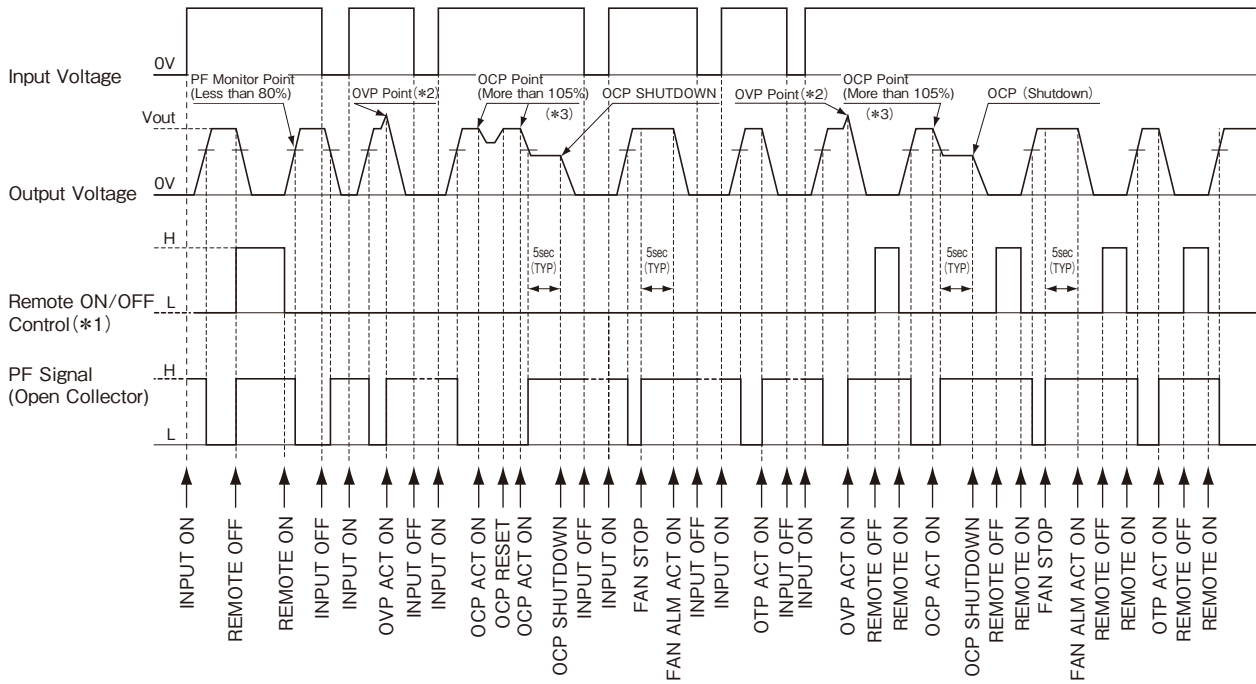 Input Voltage
0V
PF Monitor Point
(Less than 80%)
OVP Point(*2)
OCP Point
(More than 105%)
(*3)
OCP SHUTDOWN
OVP Point(*2)
OCP Point
(More than 105%)
(*3)
OCP (Shutdown)
Vout
Output Voltage
0V
H
5sec
(TYP)
5sec
(TYP)
5sec
(TYP)
5sec
(TYP)
Remote ON/OFF
Control(*1)
L
PF Signal
(Open Collector)
H
L
INPUT ON
REMOTE OFF
REMOTE ON
INPUT OFF
INPUT ON
OVP ACT ON
INPUT OFF
INPUT ON
OCP ACT ON
OCP RESET
OCP ACT ON
OCP SHUTDOWN
INPUT OFF
INPUT ON
FAN STOP
FAN ALM ACT ON
INPUT OFF
INPUT ON
OTP ACT ON
INPUT OFF
INPUT ON
OVP ACT ON
REMOTE OFF
REMOTE ON
OCP ACT ON
OCP SHUTDOWN
REMOTE OFF
REMOTE ON
FAN STOP
FAN ALM ACT ON
REMOTE OFF
REMOTE ON
OTP ACT ON
REMOTE OFF
REMOTE ON